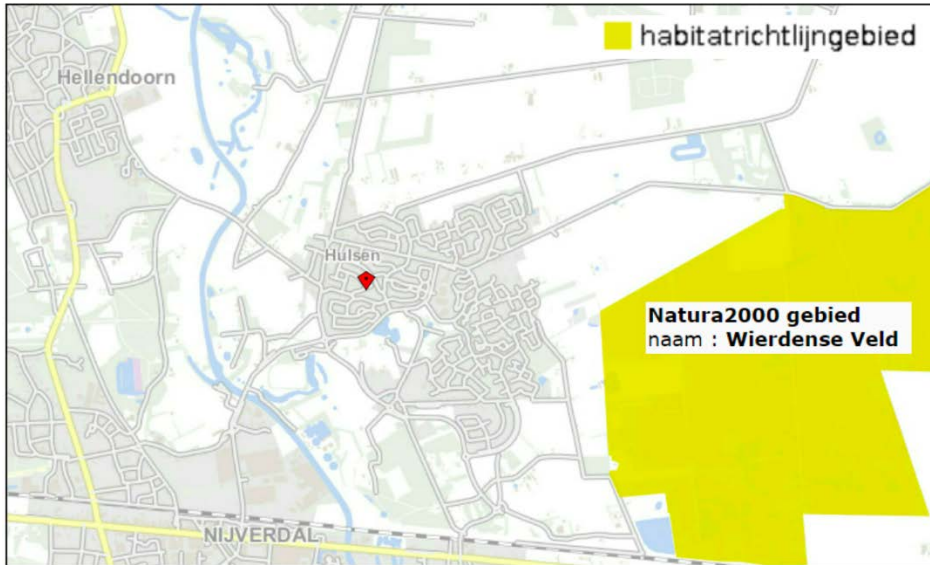 habitatrichtlijngebied
Hellendoorn
Hulsen
Natura2000 gebied
naam : Wierdense Veld
NIJVERDAL